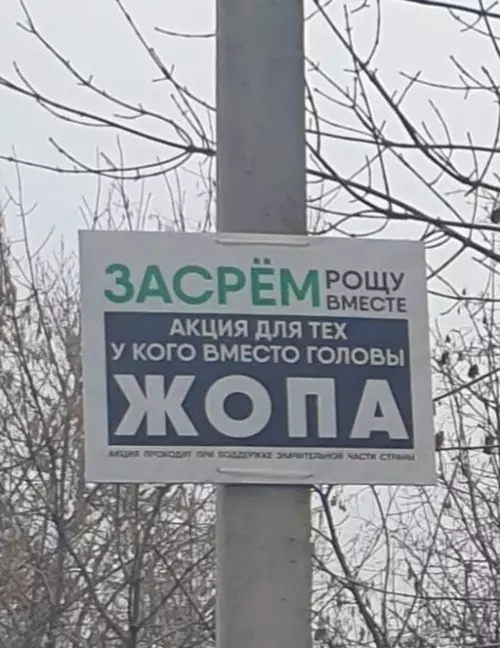 ЗАСРЁМ РОЩУ ВМЕСТЕ
АКЦИЯ ДЛЯ ТЕХ
У КОГО ВМЕСТО ГОЛОВЫ
ЖОПА
АКЦИЯ ПРОХОДИТ ПРИ ПОДДЕРЖКЕ ЗНАЧИТЕЛЬНОЙ ЧАСТИ СТРАНЫ